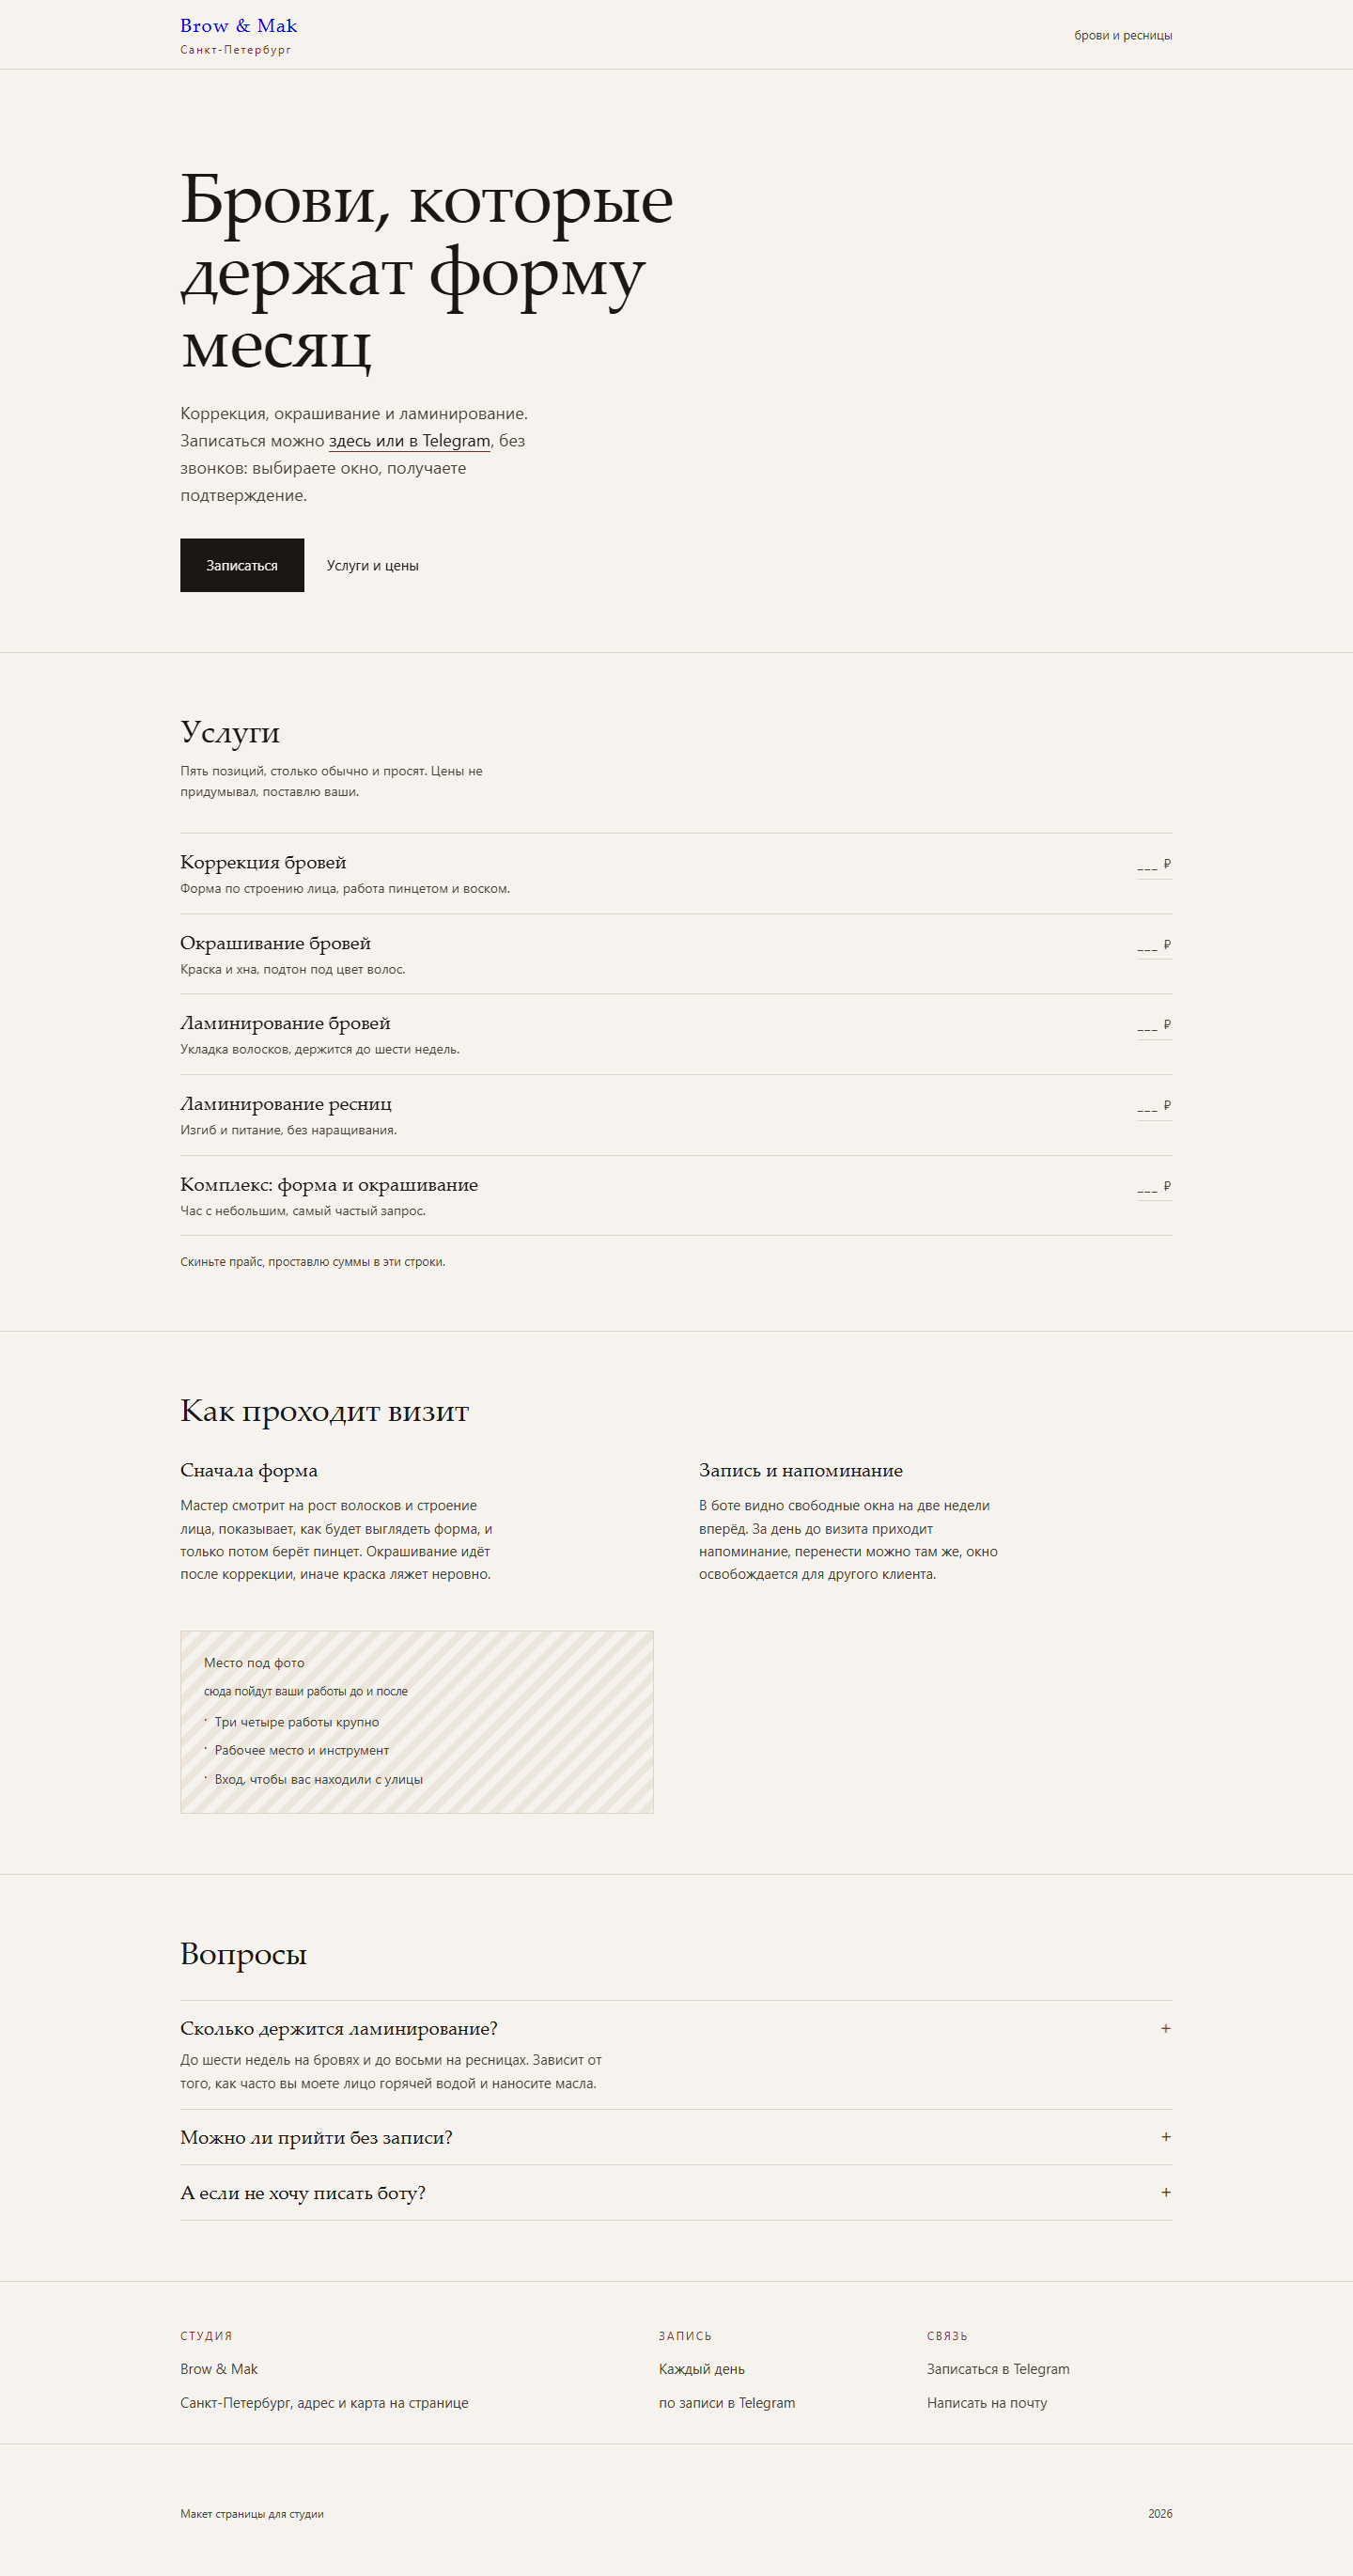 Brow & Mak
Санкт-Петербург
брови и ресницы
Брови, которые
держат форму
месяц
Коррекция, окрашивание и ламинирование.
Записаться можно здесь или в Telegram, без
звонков: выбираете окно, получаете
подтверждение.
Записаться
Услуги и цены
Услуги
Пять позиций, столько обычно и просят. Цены не
придумывал, поставлю ваши.
Коррекция бровей
___ ₽
Форма по строению лица, работа пинцетом и воском.
Окрашивание бровей
___ ₽
Краска и хна, подтон под цвет волос.
Ламинирование бровей
___ ₽
Укладка волосков, держится до шести недель.
Ламинирование ресниц
___ ₽
Изгиб и питание, без наращивания.
Комплекс: форма и окрашивание
___ ₽
Час с небольшим, самый частый запрос.
Скиньте прайс, проставлю суммы в эти строки.
Как проходит визит
Сначала форма
Мастер смотрит на рост волосков и строение
лица, показывает, как будет выглядеть форма, и
только потом берёт пинцет. Окрашивание идёт
после коррекции, иначе краска ляжет неровно.
Запись и напоминание
В боте видно свободные окна на две недели
вперёд. За день до визита приходит
напоминание, перенести можно там же, окно
освобождается для другого клиента.
Место под фото
сюда пойдут ваши работы до и после
· Три четыре работы крупно
· Рабочее место и инструмент
· Вход, чтобы вас находили с улицы
Вопросы
Сколько держится ламинирование?
+
До шести недель на бровях и до восьми на ресницах. Зависит от
того, как часто вы моете лицо горячей водой и наносите масла.
Можно ли прийти без записи?
+
А если не хочу писать боту?
+
СТУДИЯ
Brow & Mak
Санкт-Петербург, адрес и карта на странице
ЗАПИСЬ
Каждый день
по записи в Telegram
СВЯЗЬ
Записаться в Telegram
Написать на почту
Макет страницы для студии
2026